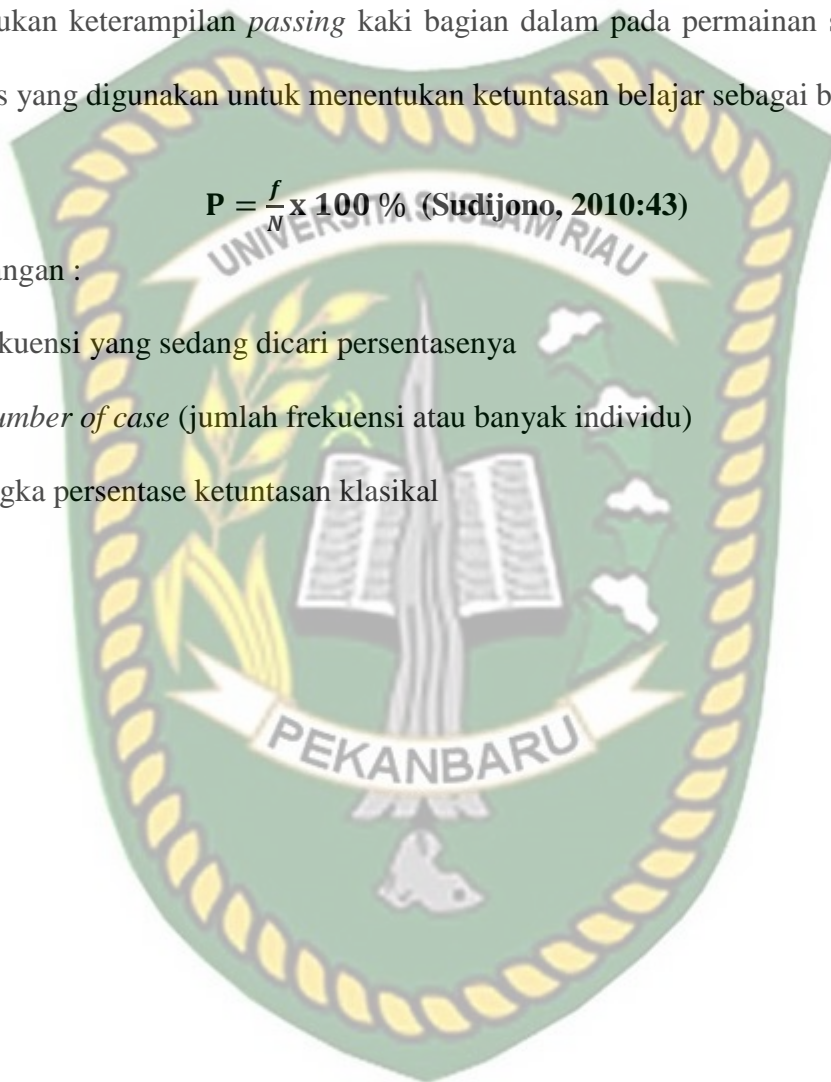 ukan keterampilan passing kaki bagian dalam pada permainan s
s yang digunakan untuk menentukan ketuntasan belajar sebagai b
P = f/N x 100 % (Sudijono, 2010:43)
UNIVERSITAS ISLAM RIAU
angan :
kuensi yang sedang dicari persentasenya
umber of case (jumlah frekuensi atau banyak individu)
gka persentase ketuntasan klasikal
PEKANBARU